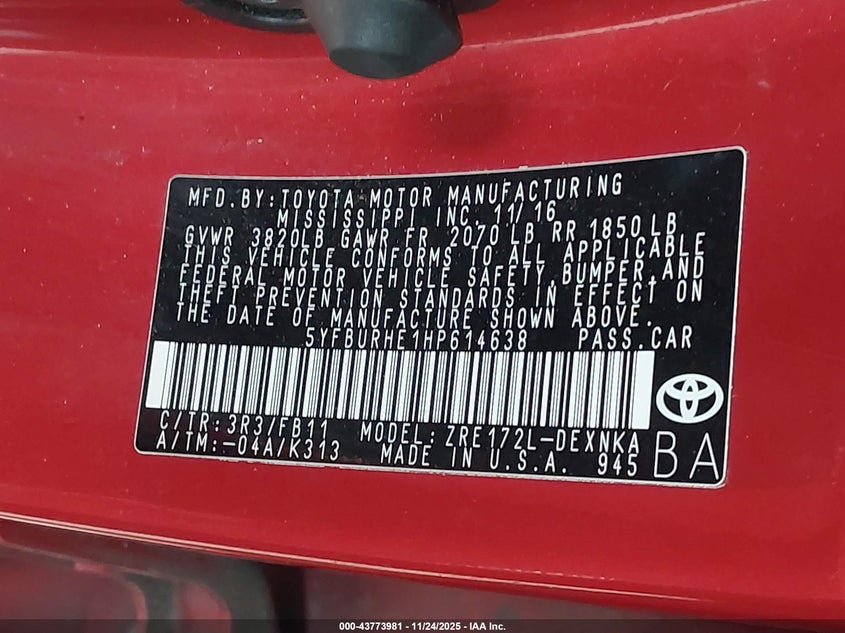 MFD. BY: TOYOTA MOTOR MANUFACTURING
MISSISSIPPI INC. 11/16
GVWR 3820LB GAWR FR 2070 LB RR 1850 LB
THIS VEHICLE CONFORMS TO ALL APPLICABLE
FEDERAL MOTOR VEHICLE SAFETY, BUMPER, AND
THEFT PREVENTION STANDARDS IN EFFECT ON
THE DATE OF MANUFACTURE SHOWN ABOVE.
5YFBURHE1HP614638 PASS. CAR
C/TR: 3R3/FB11 MODEL: ZRE172L-DEXNKA
A/TM: -04A/K313 MADE IN U.S.A. 945 BA
000-43773981 - 11/24/2025 - IAA Inc.